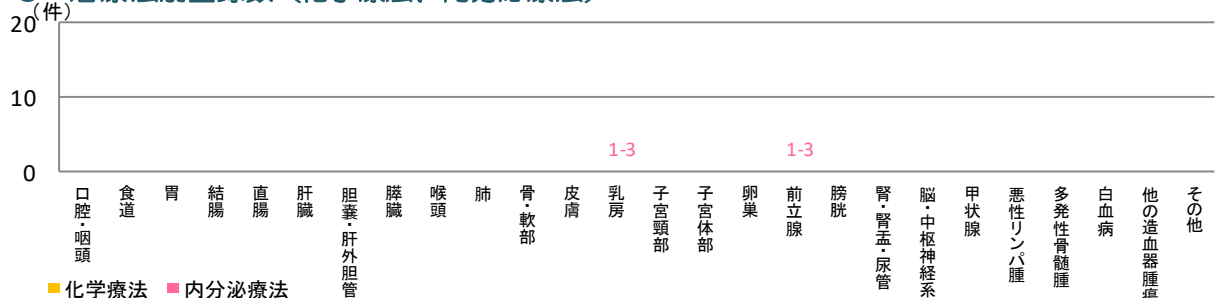 (件)
20
10
0
1-3
1-3
口腔・咽頭
食道
胃
結腸
直腸
肝臓
胆嚢・肝外胆管
膵臓
喉頭
肺
骨・軟部
皮膚
乳房
子宮頸部
子宮体部
卵巣
前立腺
膀胱
腎・腎盂・尿管
脳・中枢神経系
甲状腺
悪性リンパ腫
多発性骨髄腫
白血病
他の造血器腫瘍
その他
化学療法
内分泌療法